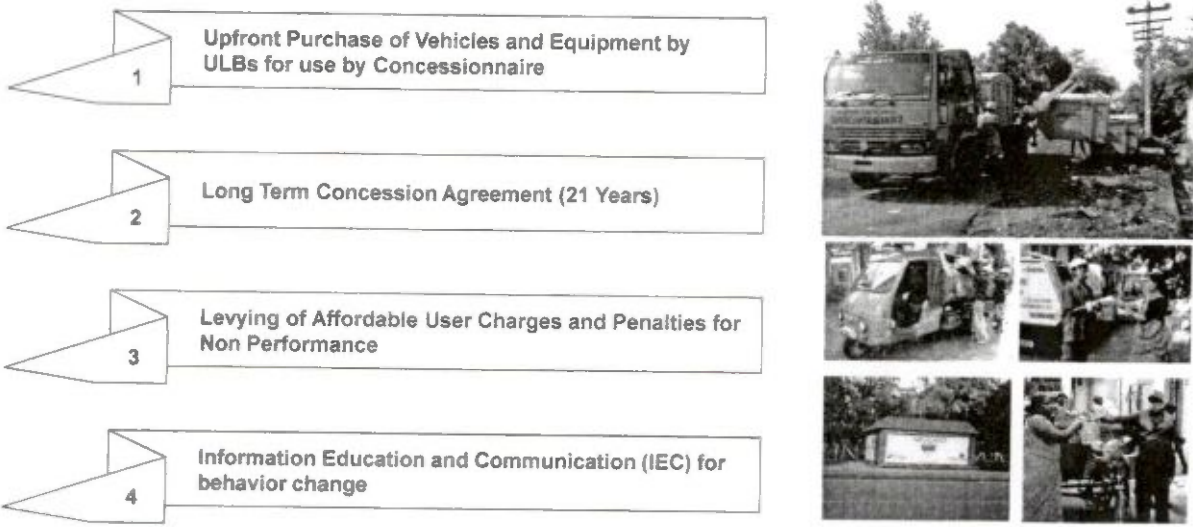 1
Upfront Purchase of Vehicles and Equipment by
ULBs for use by Concessionnaire
2
Long Term Concession Agreement (21 Years)
3
Levying of Affordable User Charges and Penalties for
Non Performance
4
Information Education and Communication (IEC) for
behavior change